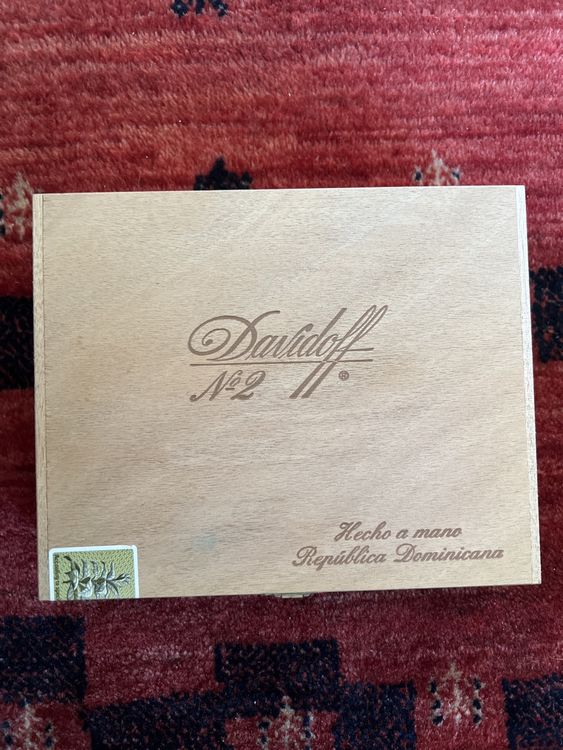 Davidoff
Nº2 ®
Hecho a mano
República Dominicana